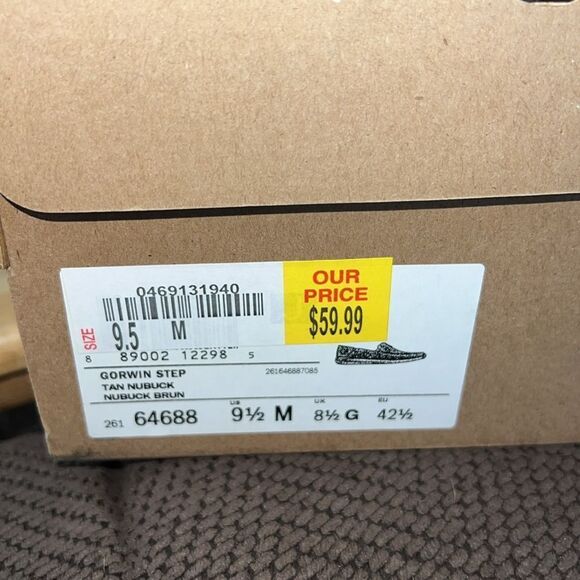 0469131940
OUR
PRICE
$59.99
SIZE
9.5 M
8 89002 12298 5
GORWIN STEP
261646887085
TAN NUBUCK
NUBUCK BRUN
US UK EU
261 64688 9½ M 8½ G 42½